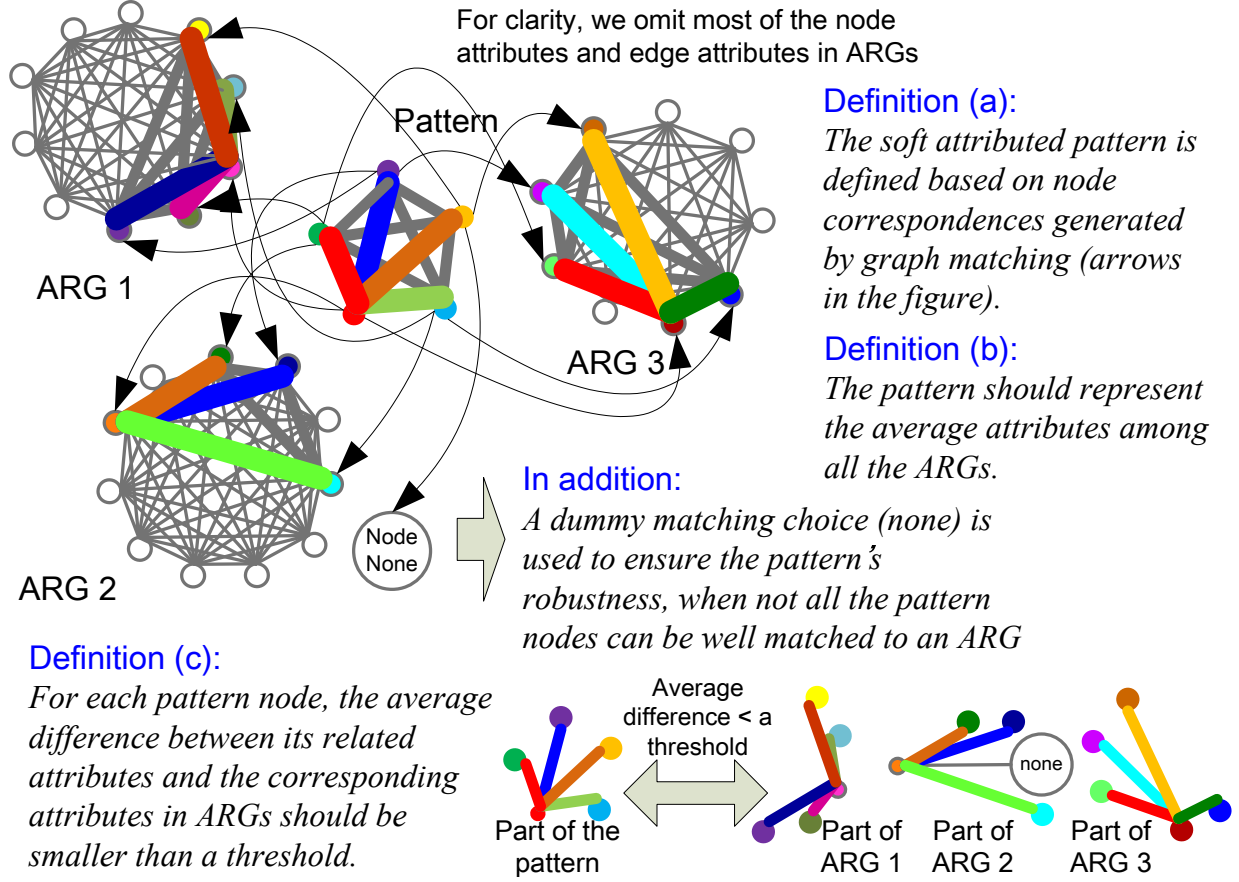 For clarity, we omit most of the node
attributes and edge attributes in ARGs
Pattern
ARG 1
ARG 3
ARG 2
Node
None
Definition (a):
The soft attributed pattern is
defined based on node
correspondences generated
by graph matching (arrows
in the figure).
Definition (b):
The pattern should represent
the average attributes among
all the ARGs.
In addition:
A dummy matching choice (none) is
used to ensure the pattern's
robustness, when not all the pattern
nodes can be well matched to an ARG
Definition (c):
For each pattern node, the average
difference between its related
attributes and the corresponding
attributes in ARGs should be
smaller than a threshold.
Average
difference < a
threshold
none
Part of the
pattern
Part of
ARG 1
Part of
ARG 2
Part of
ARG 3